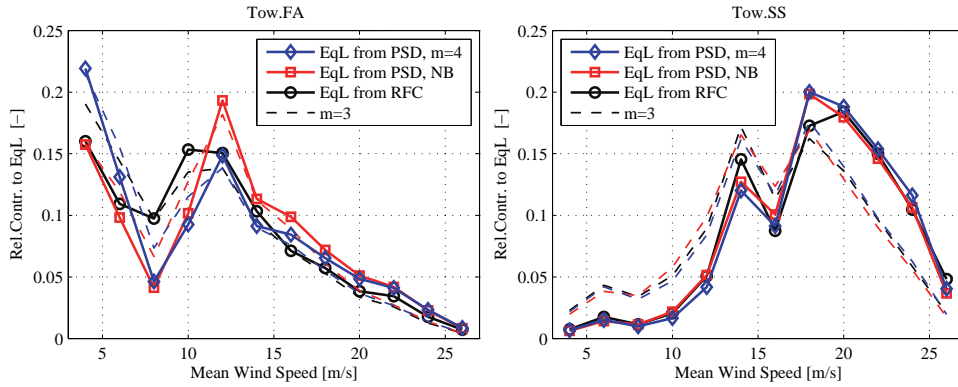 Tow.FA
0.25
0.2
0.15
0.1
0.05
0
5
10
15
20
25
Rel.Contr. to EqL [−]
Mean Wind Speed [m/s]
EqL from PSD, m=4
EqL from PSD, NB
EqL from RFC
m=3
Tow.SS
0.25
0.2
0.15
0.1
0.05
0
5
10
15
20
25
Rel.Contr. to EqL [−]
Mean Wind Speed [m/s]
EqL from PSD, m=4
EqL from PSD, NB
EqL from RFC
m=3